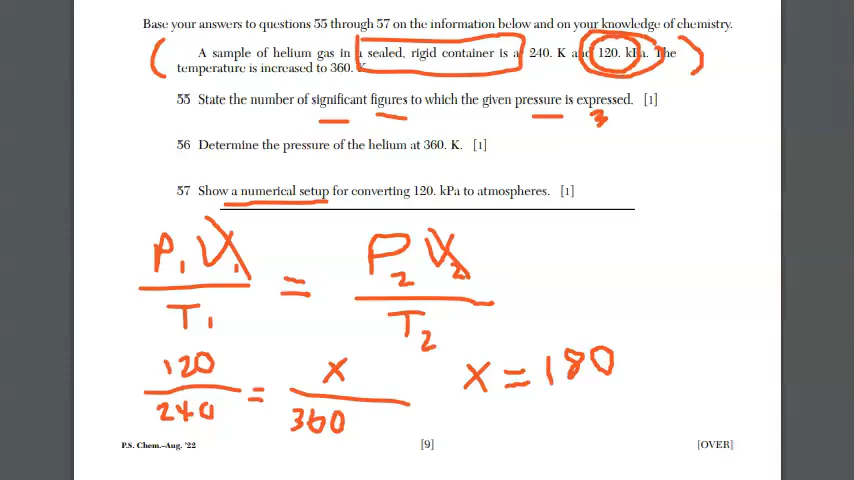 Base your answers to questions 55 through 57 on the information below and on your knowledge of chemistry.
A sample of helium gas in a sealed, rigid container is at 240. K and 120. kPa. The
temperature is increased to 360. K.
55 State the number of significant figures to which the given pressure is expressed. [1]
3
56 Determine the pressure of the helium at 360. K. [1]
57 Show a numerical setup for converting 120. kPa to atmospheres. [1]
P1 V1 = P2 V2
T1 T2
120 = x x = 180
240 360
P.S. Chem.–Aug. '22 [9] [OVER]